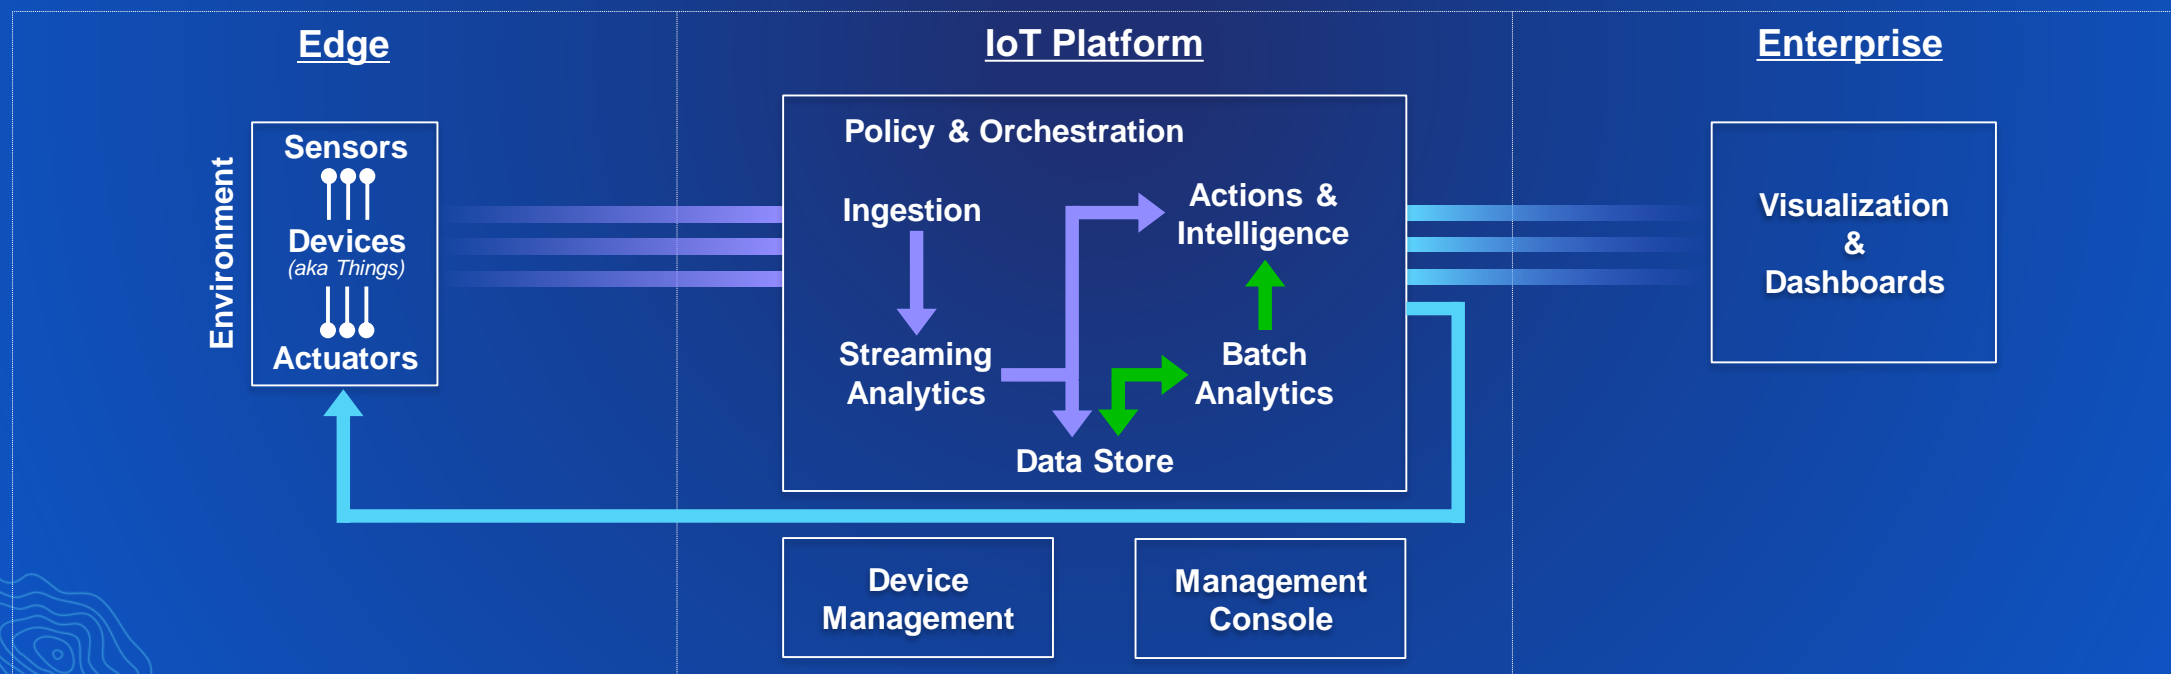 Edge
IoT Platform
Enterprise
Environment
Sensors
Devices
(aka Things)
Actuators
Policy & Orchestration
Ingestion
Actions &
Intelligence
Streaming
Analytics
Batch
Analytics
Data Store
Visualization
&
Dashboards
Device
Management
Management
Console